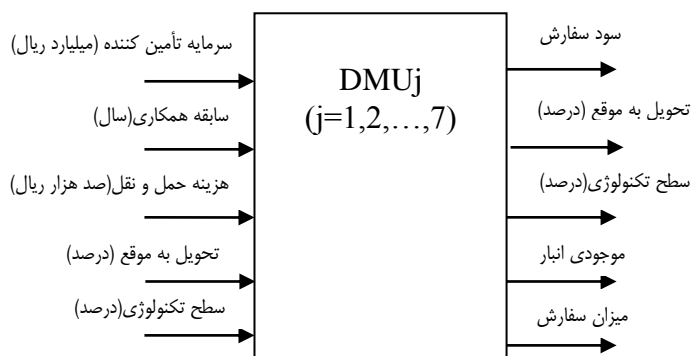 سرمایه تأمین کننده (میلیارد ریال)
سابقه همکاری(سال)
هزینه حمل و نقل(صد هزار ریال)
تحویل به موقع (درصد)
سطح تکنولوژی(درصد)
DMUj
(j=1,2,…,7)
سود سفارش
تحویل به موقع (درصد)
سطح تکنولوژی(درصد)
موجودی انبار
میزان سفارش